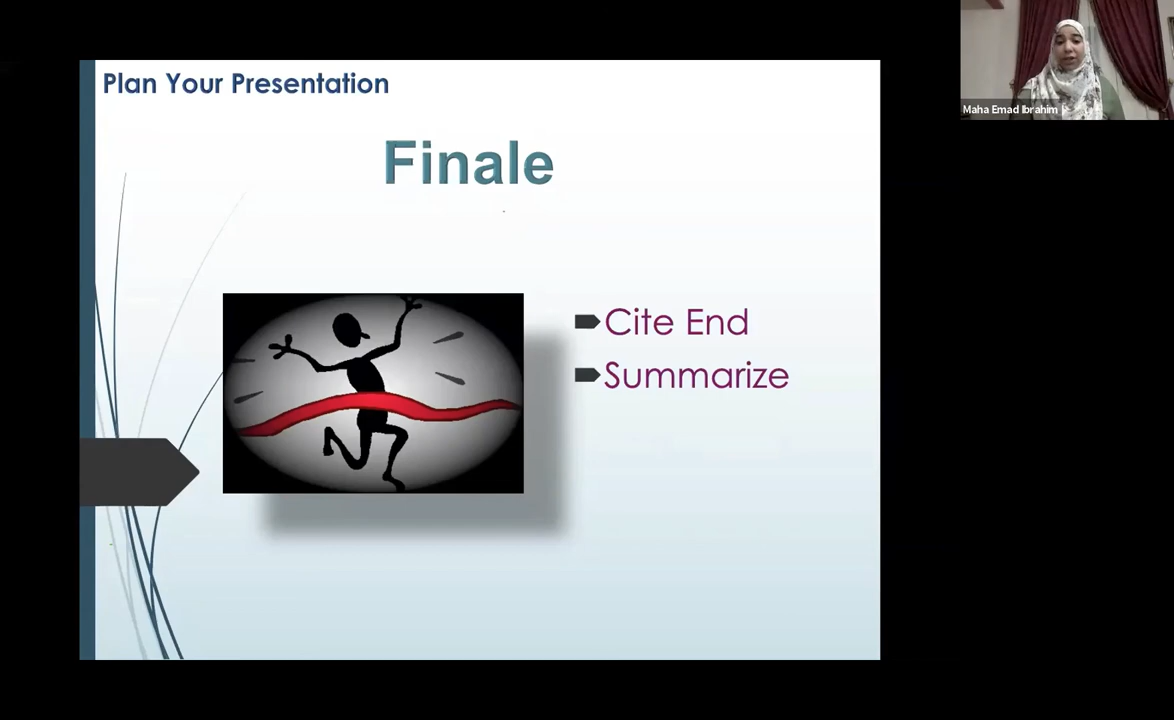 Plan Your Presentation
Finale
Cite End
Summarize
Maha Emad Ibrahim